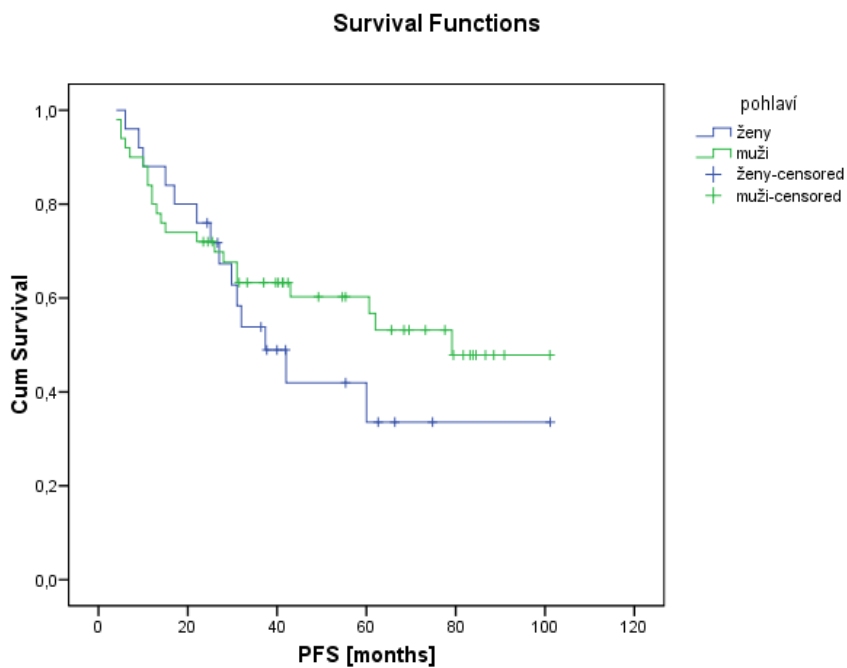 Survival Functions
pohlaví
ženy
muži
ženy-censored
muži-censored
Cum Survival
1,0
0,8
0,6
0,4
0,2
0,0
0 20 40 60 80 100 120
PFS [months]